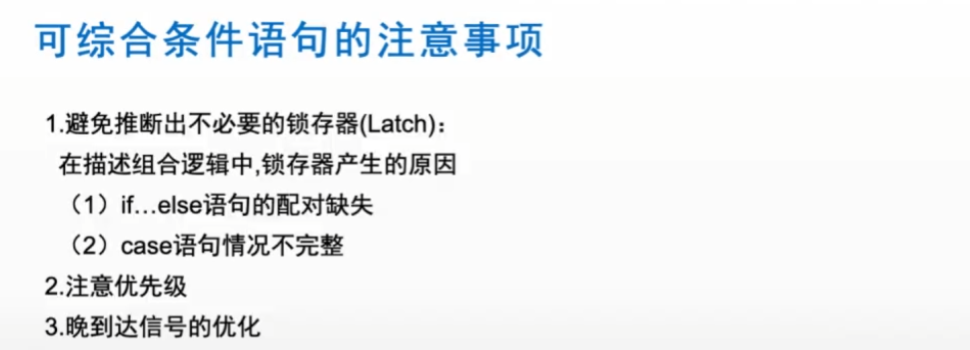 可综合条件语句的注意事项
1.避免推断出不必要的锁存器(Latch)：
在描述组合逻辑中,锁存器产生的原因
（1）if…else语句的配对缺失
（2）case语句情况不完整
2.注意优先级
3.晚到达信号的优化